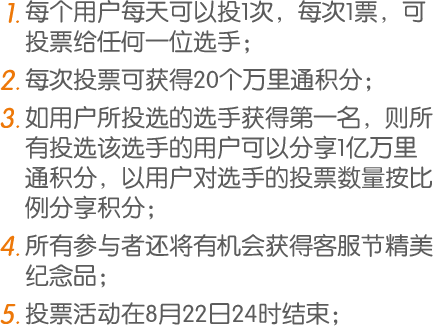 1. 每个用户每天可以投1次，每次1票，可
投票给任何一位选手；
2. 每次投票可获得20个万里通积分；
3. 如用户所投选的选手获得第一名，则所
有投选该选手的用户可以分享1亿万里
通积分，以用户对选手的投票数量按比
例分享积分；
4. 所有参与者还将有机会获得客服节精美
纪念品；
5. 投票活动在8月22日24时结束；